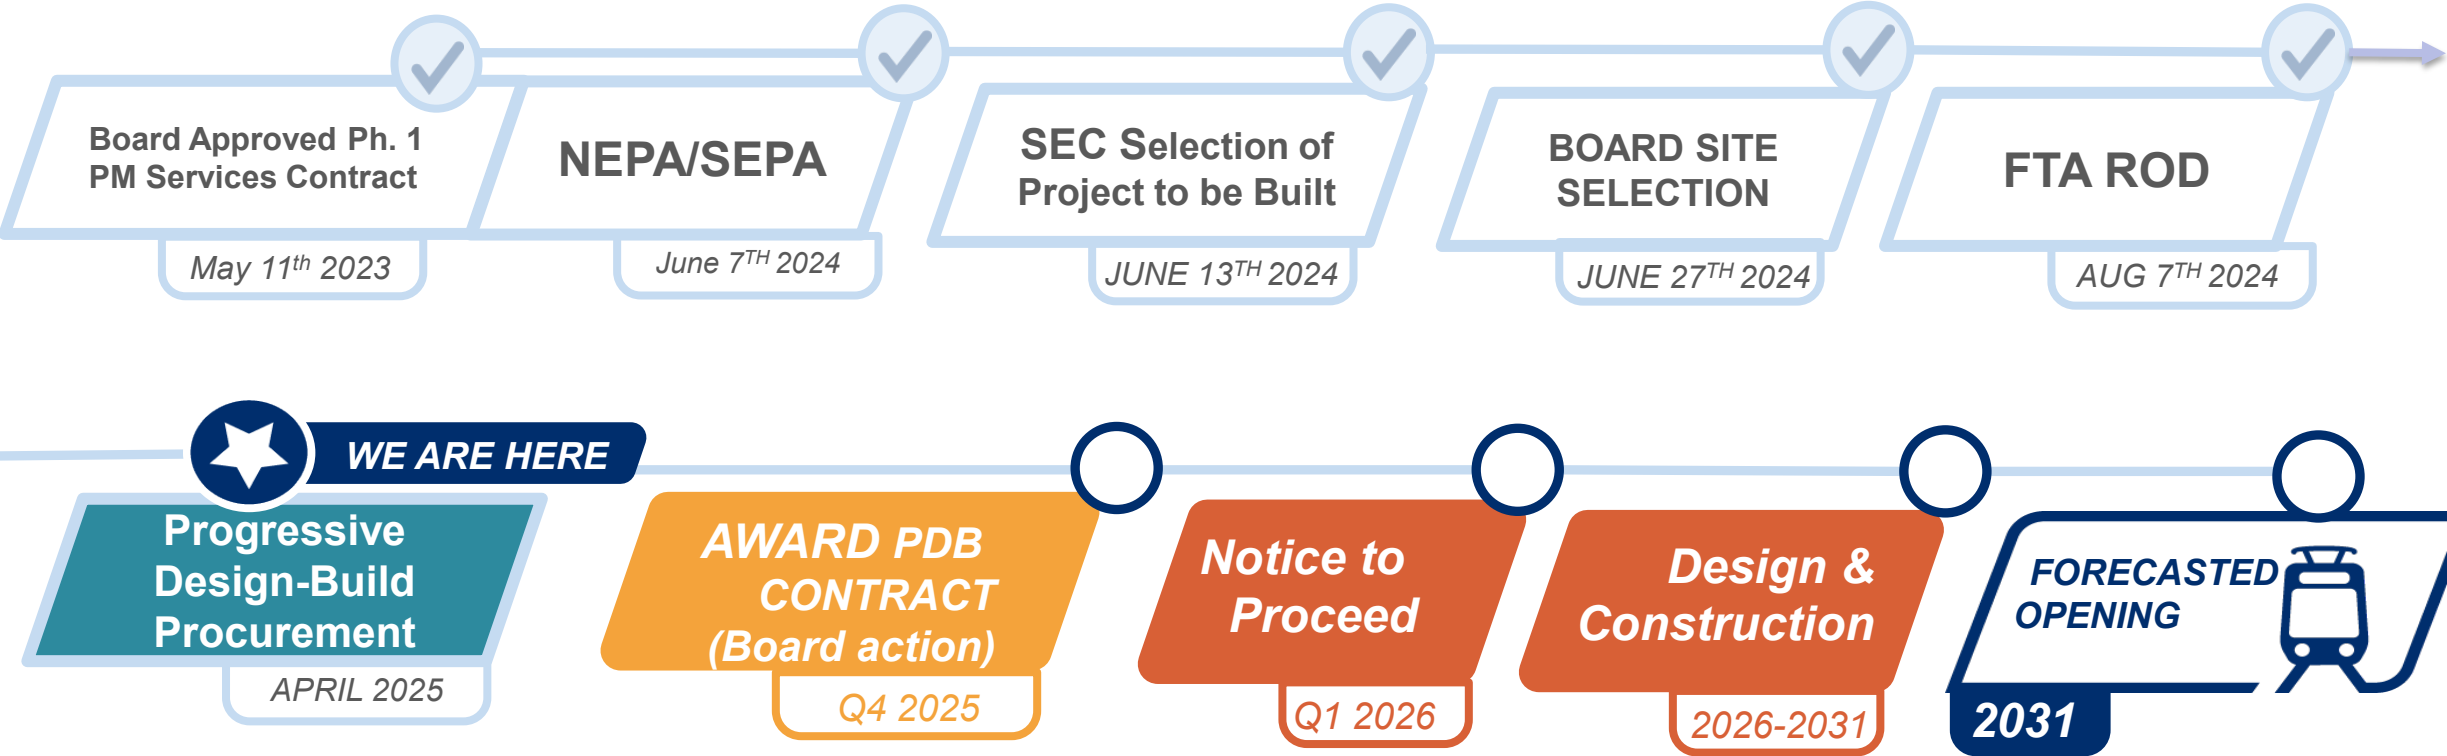 Board Approved Ph. 1
PM Services Contract
May 11th 2023
NEPA/SEPA
June 7TH 2024
SEC Selection of
Project to be Built
JUNE 13TH 2024
BOARD SITE
SELECTION
JUNE 27TH 2024
FTA ROD
AUG 7TH 2024
WE ARE HERE
Progressive
Design-Build
Procurement
APRIL 2025
AWARD PDB
CONTRACT
(Board action)
Q4 2025
Notice to
Proceed
Q1 2026
Design &
Construction
2026-2031
FORECASTED
OPENING
2031